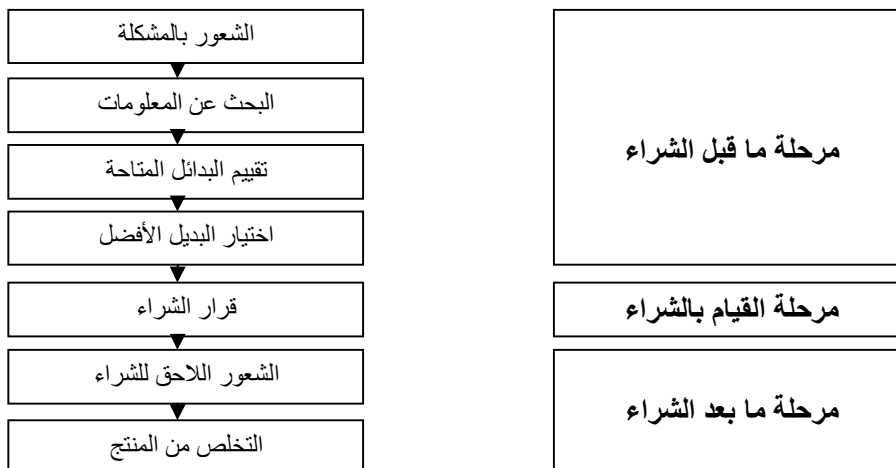 الشعور بالمشكلة
البحث عن المعلومات
تقييم البدائل المتاحة
اختيار البديل الأفضل
مرحلة ما قبل الشراء
قرار الشراء
مرحلة القيام بالشراء
الشعور اللاحق للشراء
التخلص من المنتج
مرحلة ما بعد الشراء